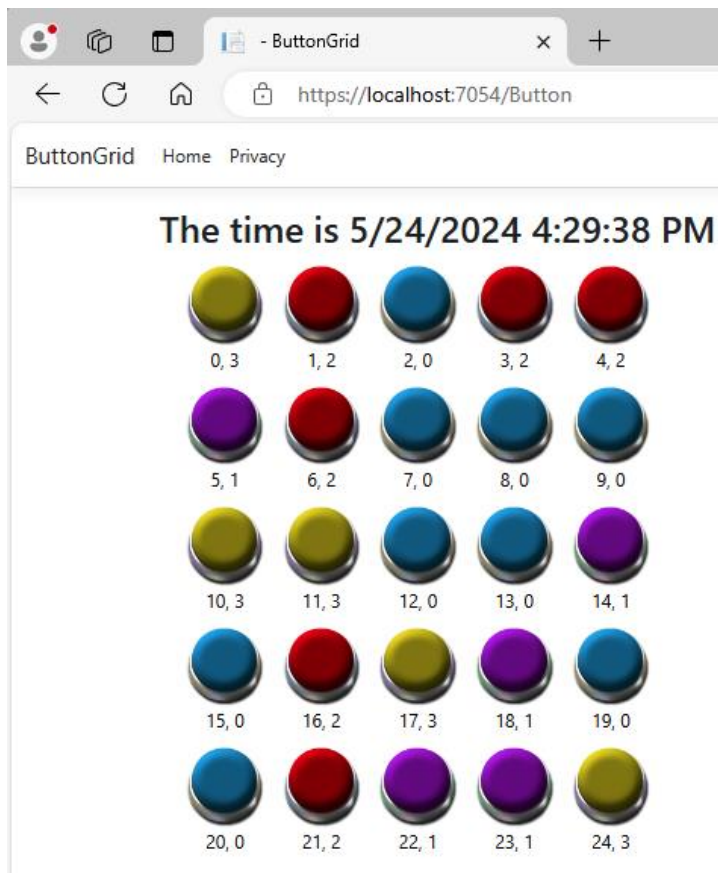 - ButtonGrid
https://localhost:7054/Button
ButtonGrid Home Privacy
The time is 5/24/2024 4:29:38 PM
0, 3 1, 2 2, 0 3, 2 4, 2
5, 1 6, 2 7, 0 8, 0 9, 0
10, 3 11, 3 12, 0 13, 0 14, 1
15, 0 16, 2 17, 3 18, 1 19, 0
20, 0 21, 2 22, 1 23, 1 24, 3